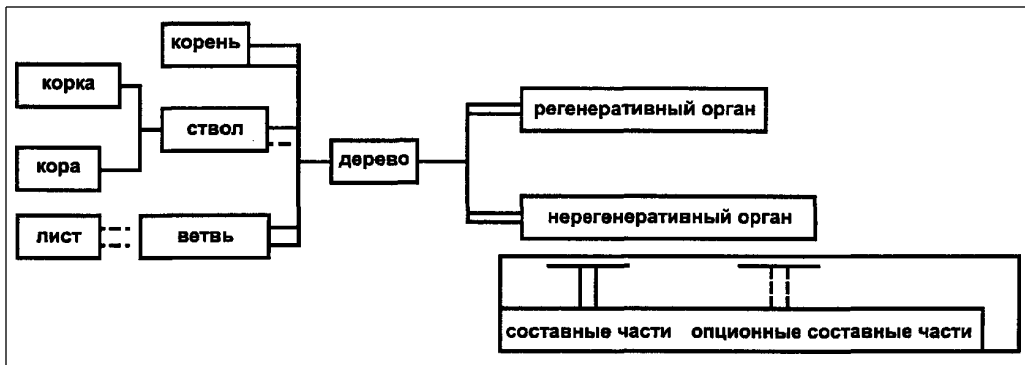 корень
корка
регенеративный орган
ствол
дерево
кора
лист
ветвь
нерегенеративный орган
составные части опционные составные части